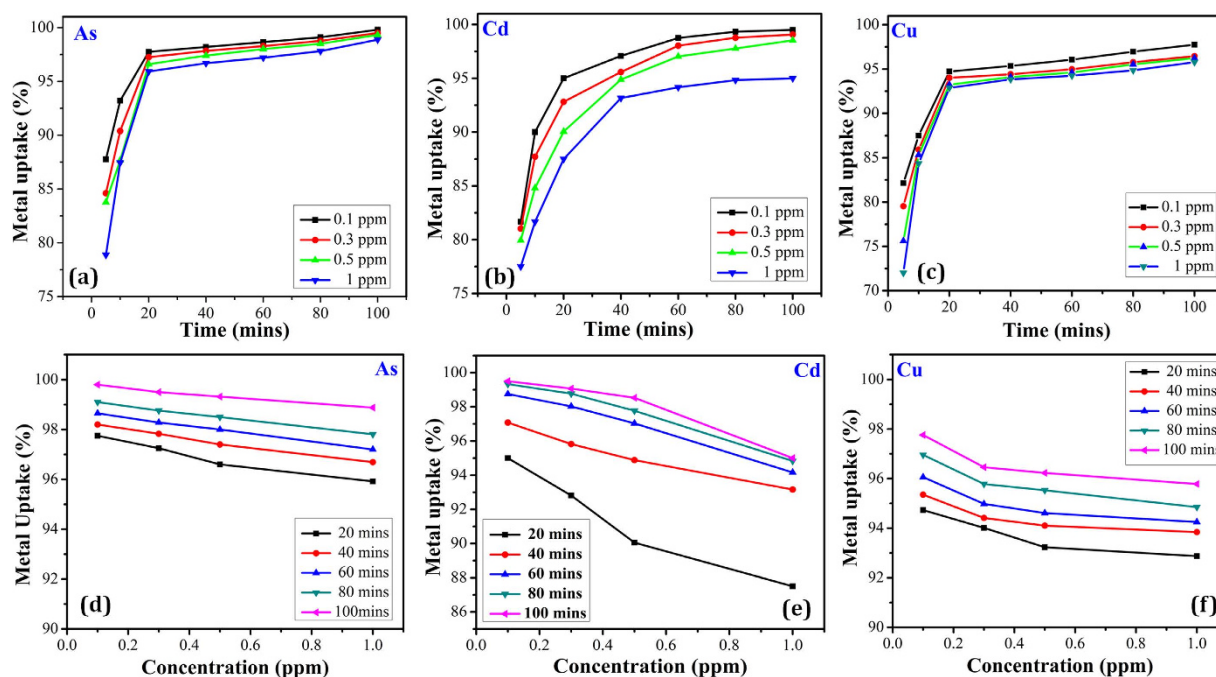 As
Metal uptake (%)
100
95
90
85
80
75
0.1 ppm
0.3 ppm
0.5 ppm
1 ppm
(a)
0 20 40 60 80 100
Time (mins)
Cd
Metal uptake (%)
100
95
90
85
80
75
0.1 ppm
0.3 ppm
0.5 ppm
1 ppm
(b)
0 20 40 60 80 100
Time (mins)
Cu
Metal uptake (%)
100
95
90
85
80
75
70
0.1 ppm
0.3 ppm
0.5 ppm
1 ppm
(c)
0 20 40 60 80 100
Time (mins)
As
Metal Uptake (%)
100
98
96
94
92
90
20 mins
40 mins
60 mins
80 mins
100mins
(d)
0.0 0.2 0.4 0.6 0.8 1.0
Concentration (ppm)
Cd
Metal uptake (%)
100
98
96
94
92
90
88
86
20 mins
40 mins
60 mins
80 mins
100 mins
(e)
0.0 0.2 0.4 0.6 0.8 1.0
Concentration (ppm)
Cu
Metal uptake (%)
100
98
96
94
92
90
20 mins
40 mins
60 mins
80 mins
100 mins
(f)
0.0 0.2 0.4 0.6 0.8 1.0
Concentration (ppm)